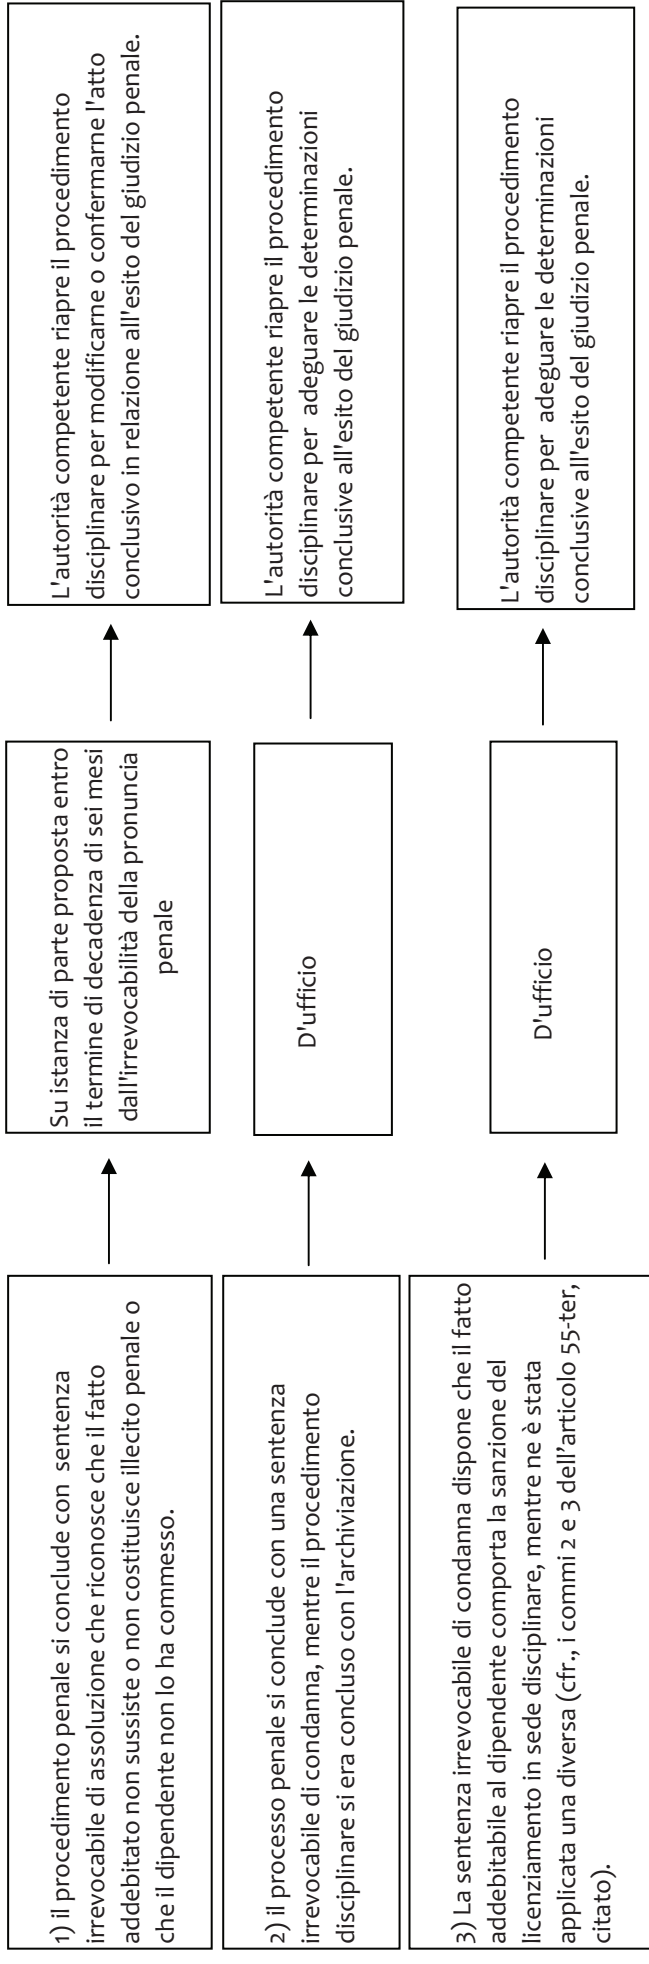 1) il procedimento penale si conclude con sentenza
irrevocabile di assoluzione che riconosce che il fatto
addebitato non sussiste o non costituisce illecito penale o
che il dipendente non lo ha commesso.
Su istanza di parte proposta entro
il termine di decadenza di sei mesi
dall'irrevocabilità della pronuncia
penale
L'autorità competente riapre il procedimento
disciplinare per modificarne o confermarne l'atto
conclusivo in relazione all'esito del giudizio penale.
2) il processo penale si conclude con una sentenza
irrevocabile di condanna, mentre il procedimento
disciplinare si era concluso con l'archiviazione.
D'ufficio
L'autorità competente riapre il procedimento
disciplinare per adeguare le determinazioni
conclusive all'esito del giudizio penale.
3) La sentenza irrevocabile di condanna dispone che il fatto
addebitabile al dipendente comporta la sanzione del
licenziamento in sede disciplinare, mentre ne è stata
applicata una diversa (cfr., i commi 2 e 3 dell'articolo 55-ter,
citato).
D'ufficio
L'autorità competente riapre il procedimento
disciplinare per adeguare le determinazioni
conclusive all'esito del giudizio penale.